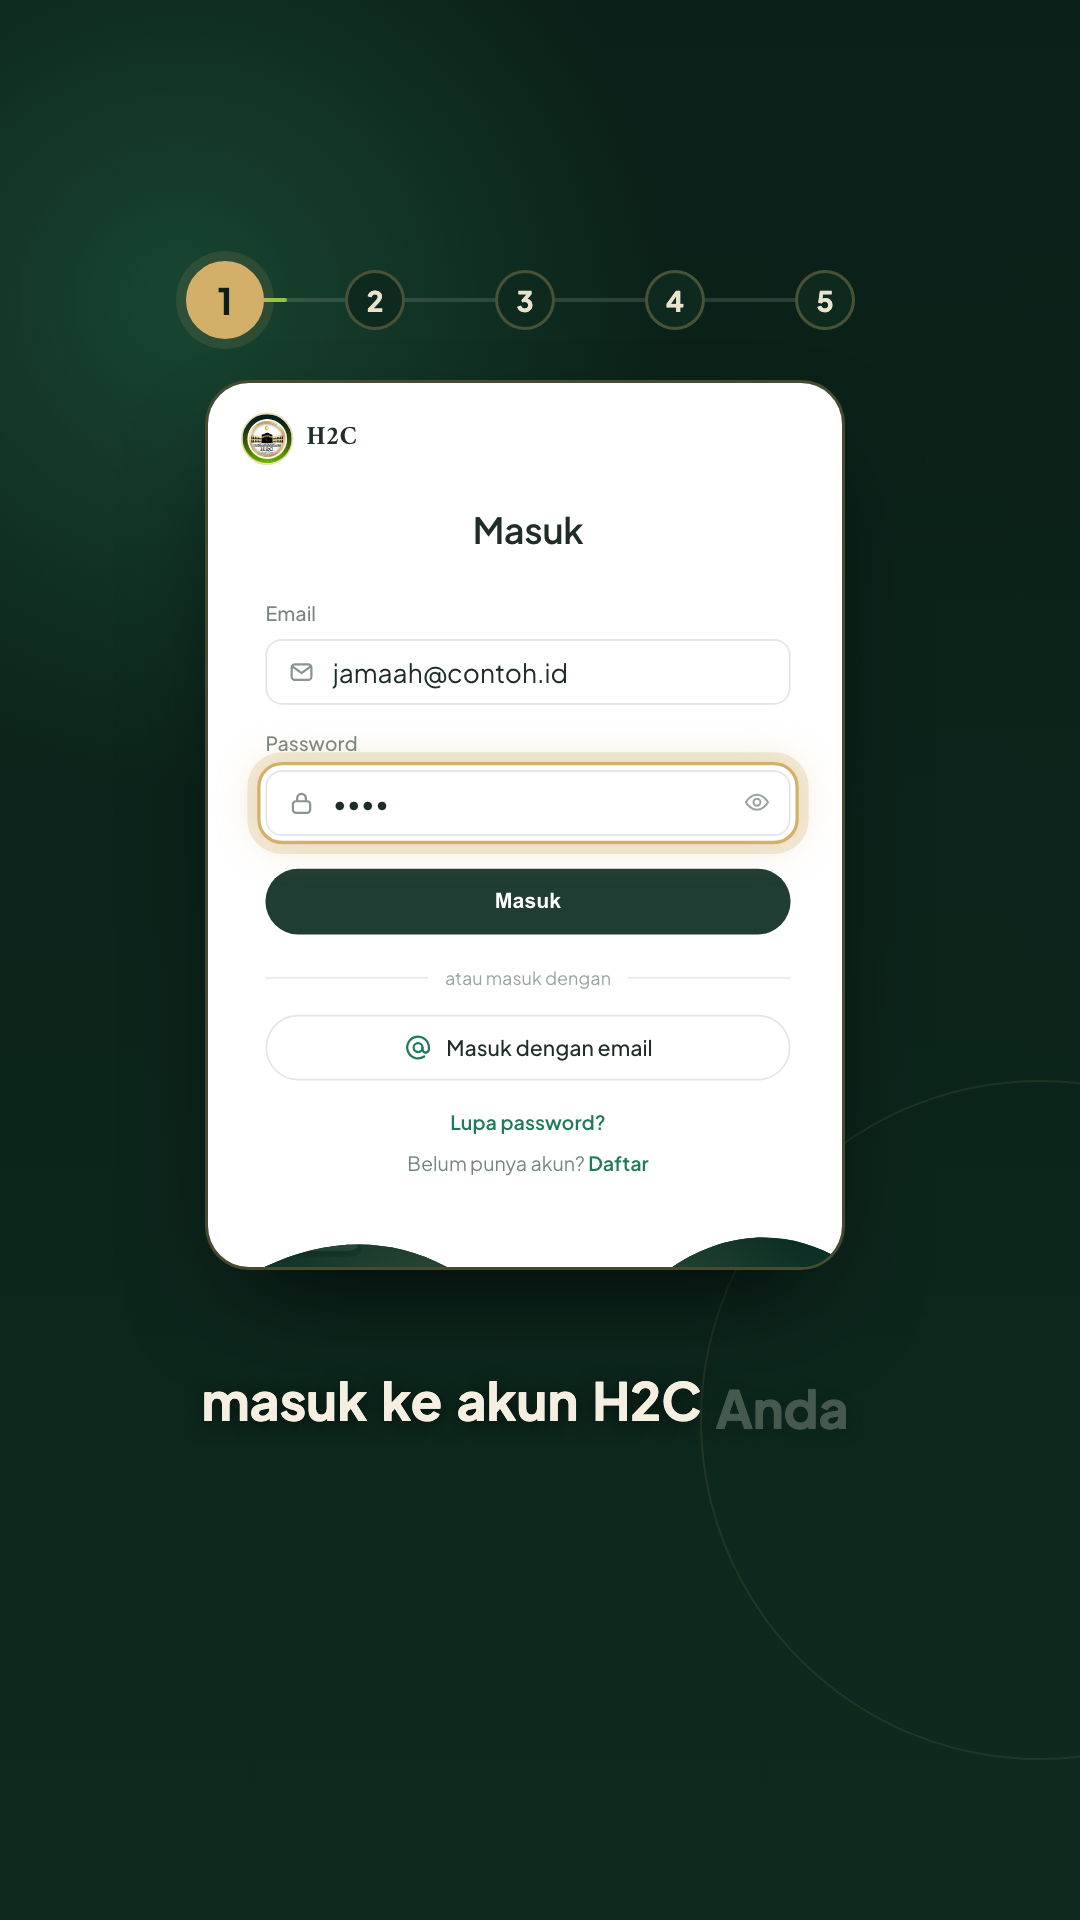 1 2 3 4 5
H2C
Masuk
Email
jamaah@contoh.id
Password
••••
Masuk
atau masuk dengan
Masuk dengan email
Lupa password?
Belum punya akun? Daftar
masuk ke akun H2C Anda